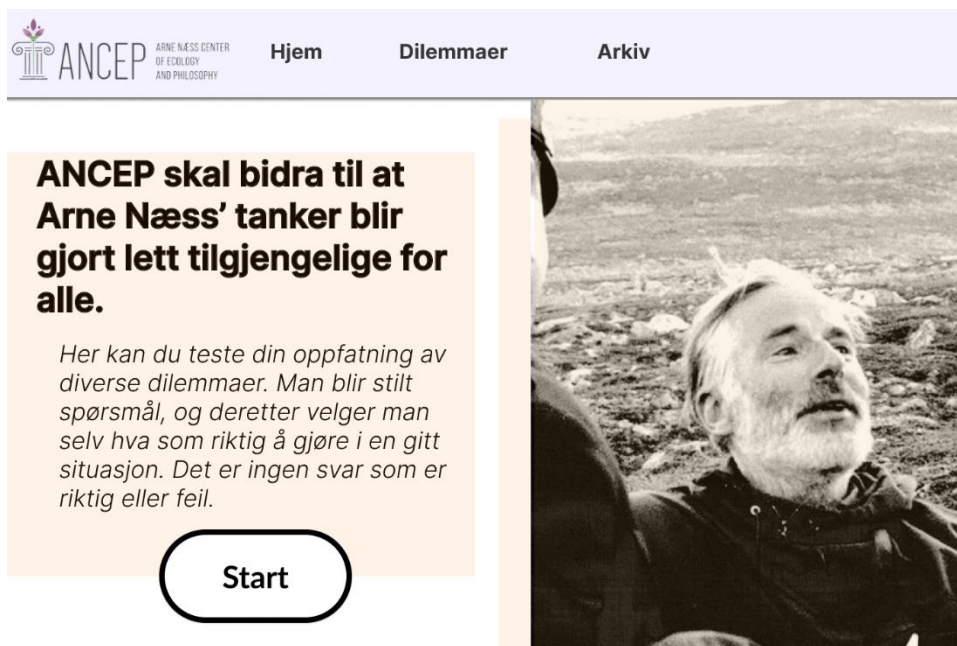 ANCEP
ARNE NÆSS CENTER
OF ECOLOGY
AND PHILOSOPHY
Hjem
Dilemmaer
Arkiv
ANCEP skal bidra til at
Arne Næss’ tanker blir
gjort lett tilgjengelige for
alle.
Her kan du teste din oppfatning av
diverse dilemmaer. Man blir stilt
spørsmål, og deretter velger man
selv hva som riktig å gjøre i en gitt
situasjon. Det er ingen svar som er
riktig eller feil.
Start